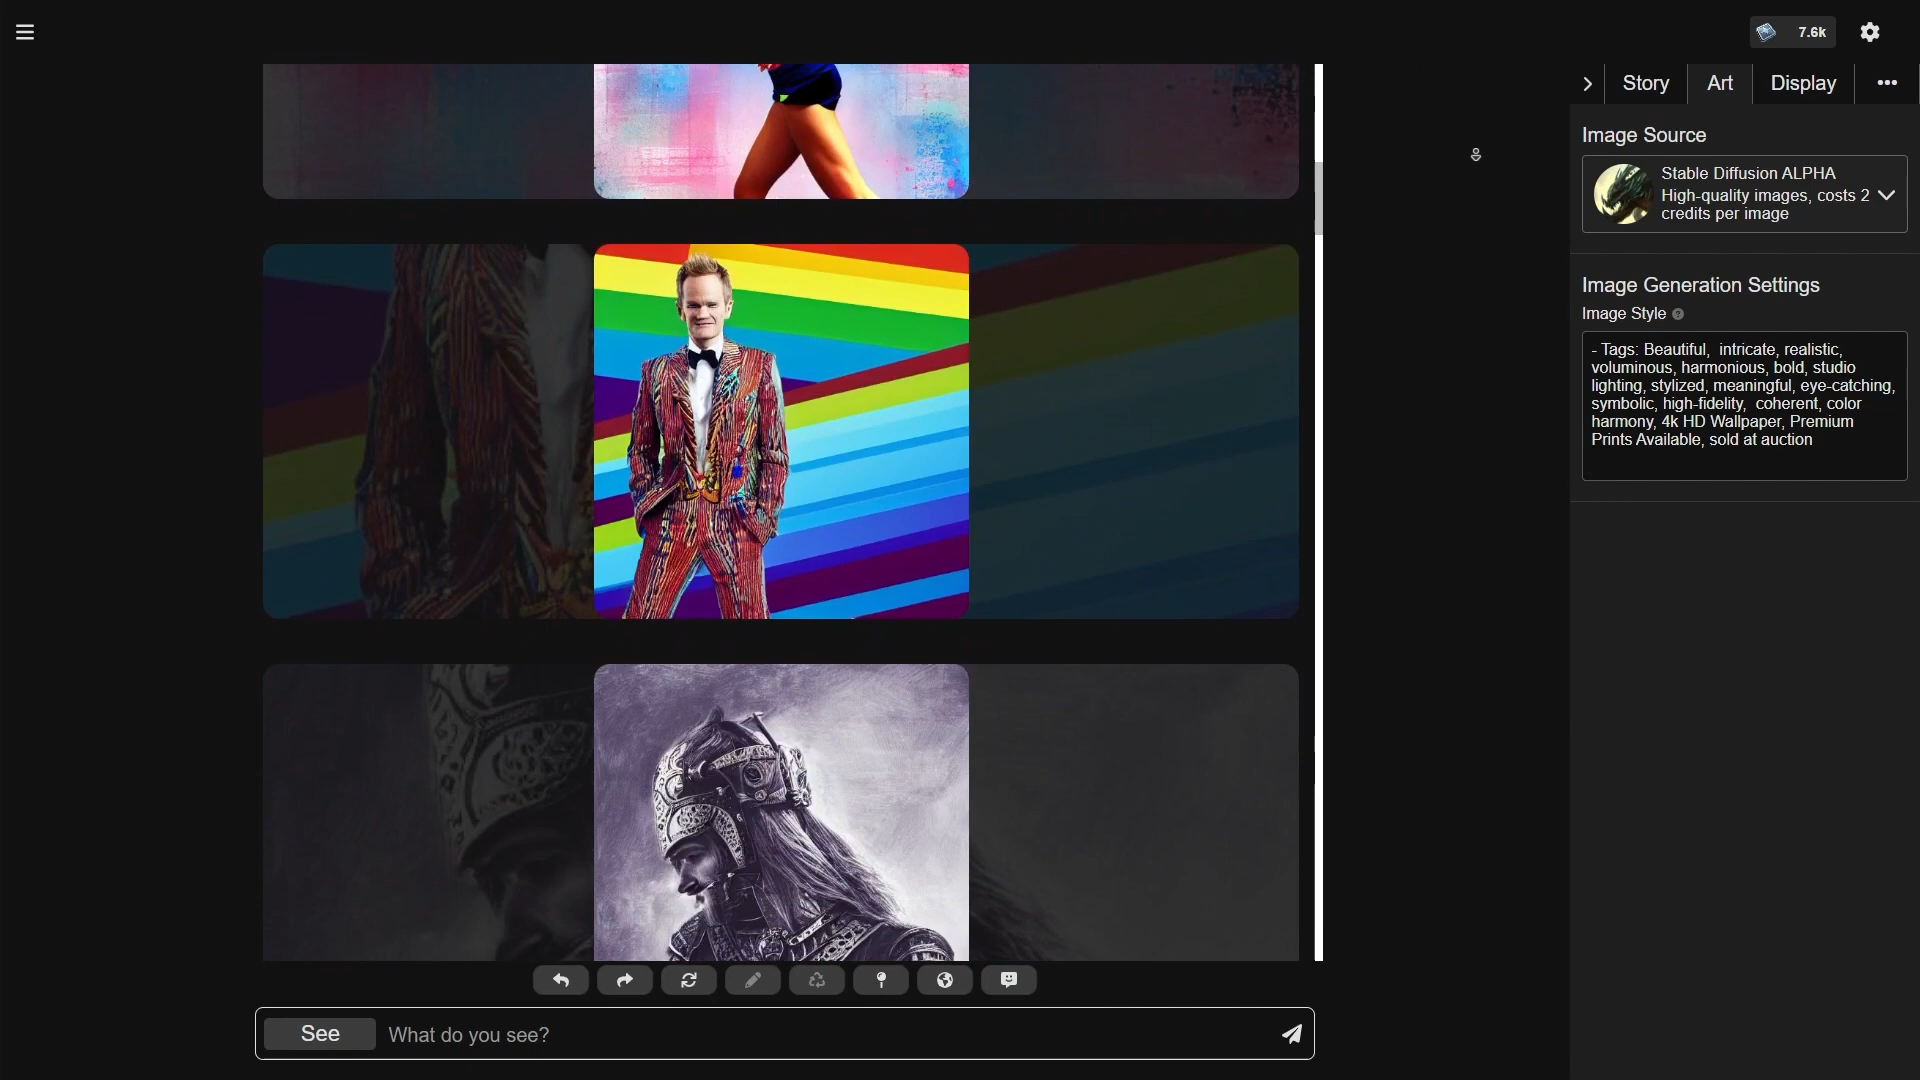 7.6k
Story
Art
Display
Image Source
Stable Diffusion ALPHA
High-quality images, costs 2
credits per image
Image Generation Settings
Image Style
- Tags: Beautiful,  intricate, realistic,
voluminous, harmonious, bold, studio
lighting, stylized, meaningful, eye-catching,
symbolic, high-fidelity,  coherent, color
harmony, 4k HD Wallpaper, Premium
Prints Available, sold at auction
See
What do you see?